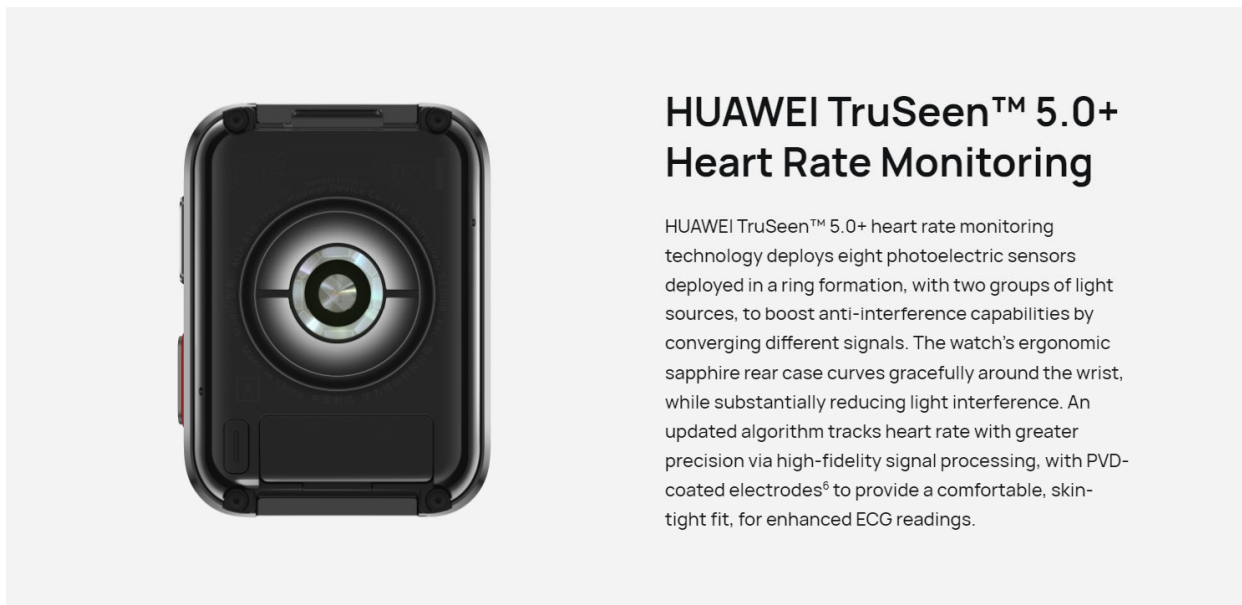 HUAWEI TruSeen™ 5.0+
Heart Rate Monitoring
HUAWEI TruSeen™ 5.0+ heart rate monitoring
technology deploys eight photoelectric sensors
deployed in a ring formation, with two groups of light
sources, to boost anti-interference capabilities by
converging different signals. The watch's ergonomic
sapphire rear case curves gracefully around the wrist,
while substantially reducing light interference. An
updated algorithm tracks heart rate with greater
precision via high-fidelity signal processing, with PVD-
coated electrodes⁶ to provide a comfortable, skin-
tight fit, for enhanced ECG readings.